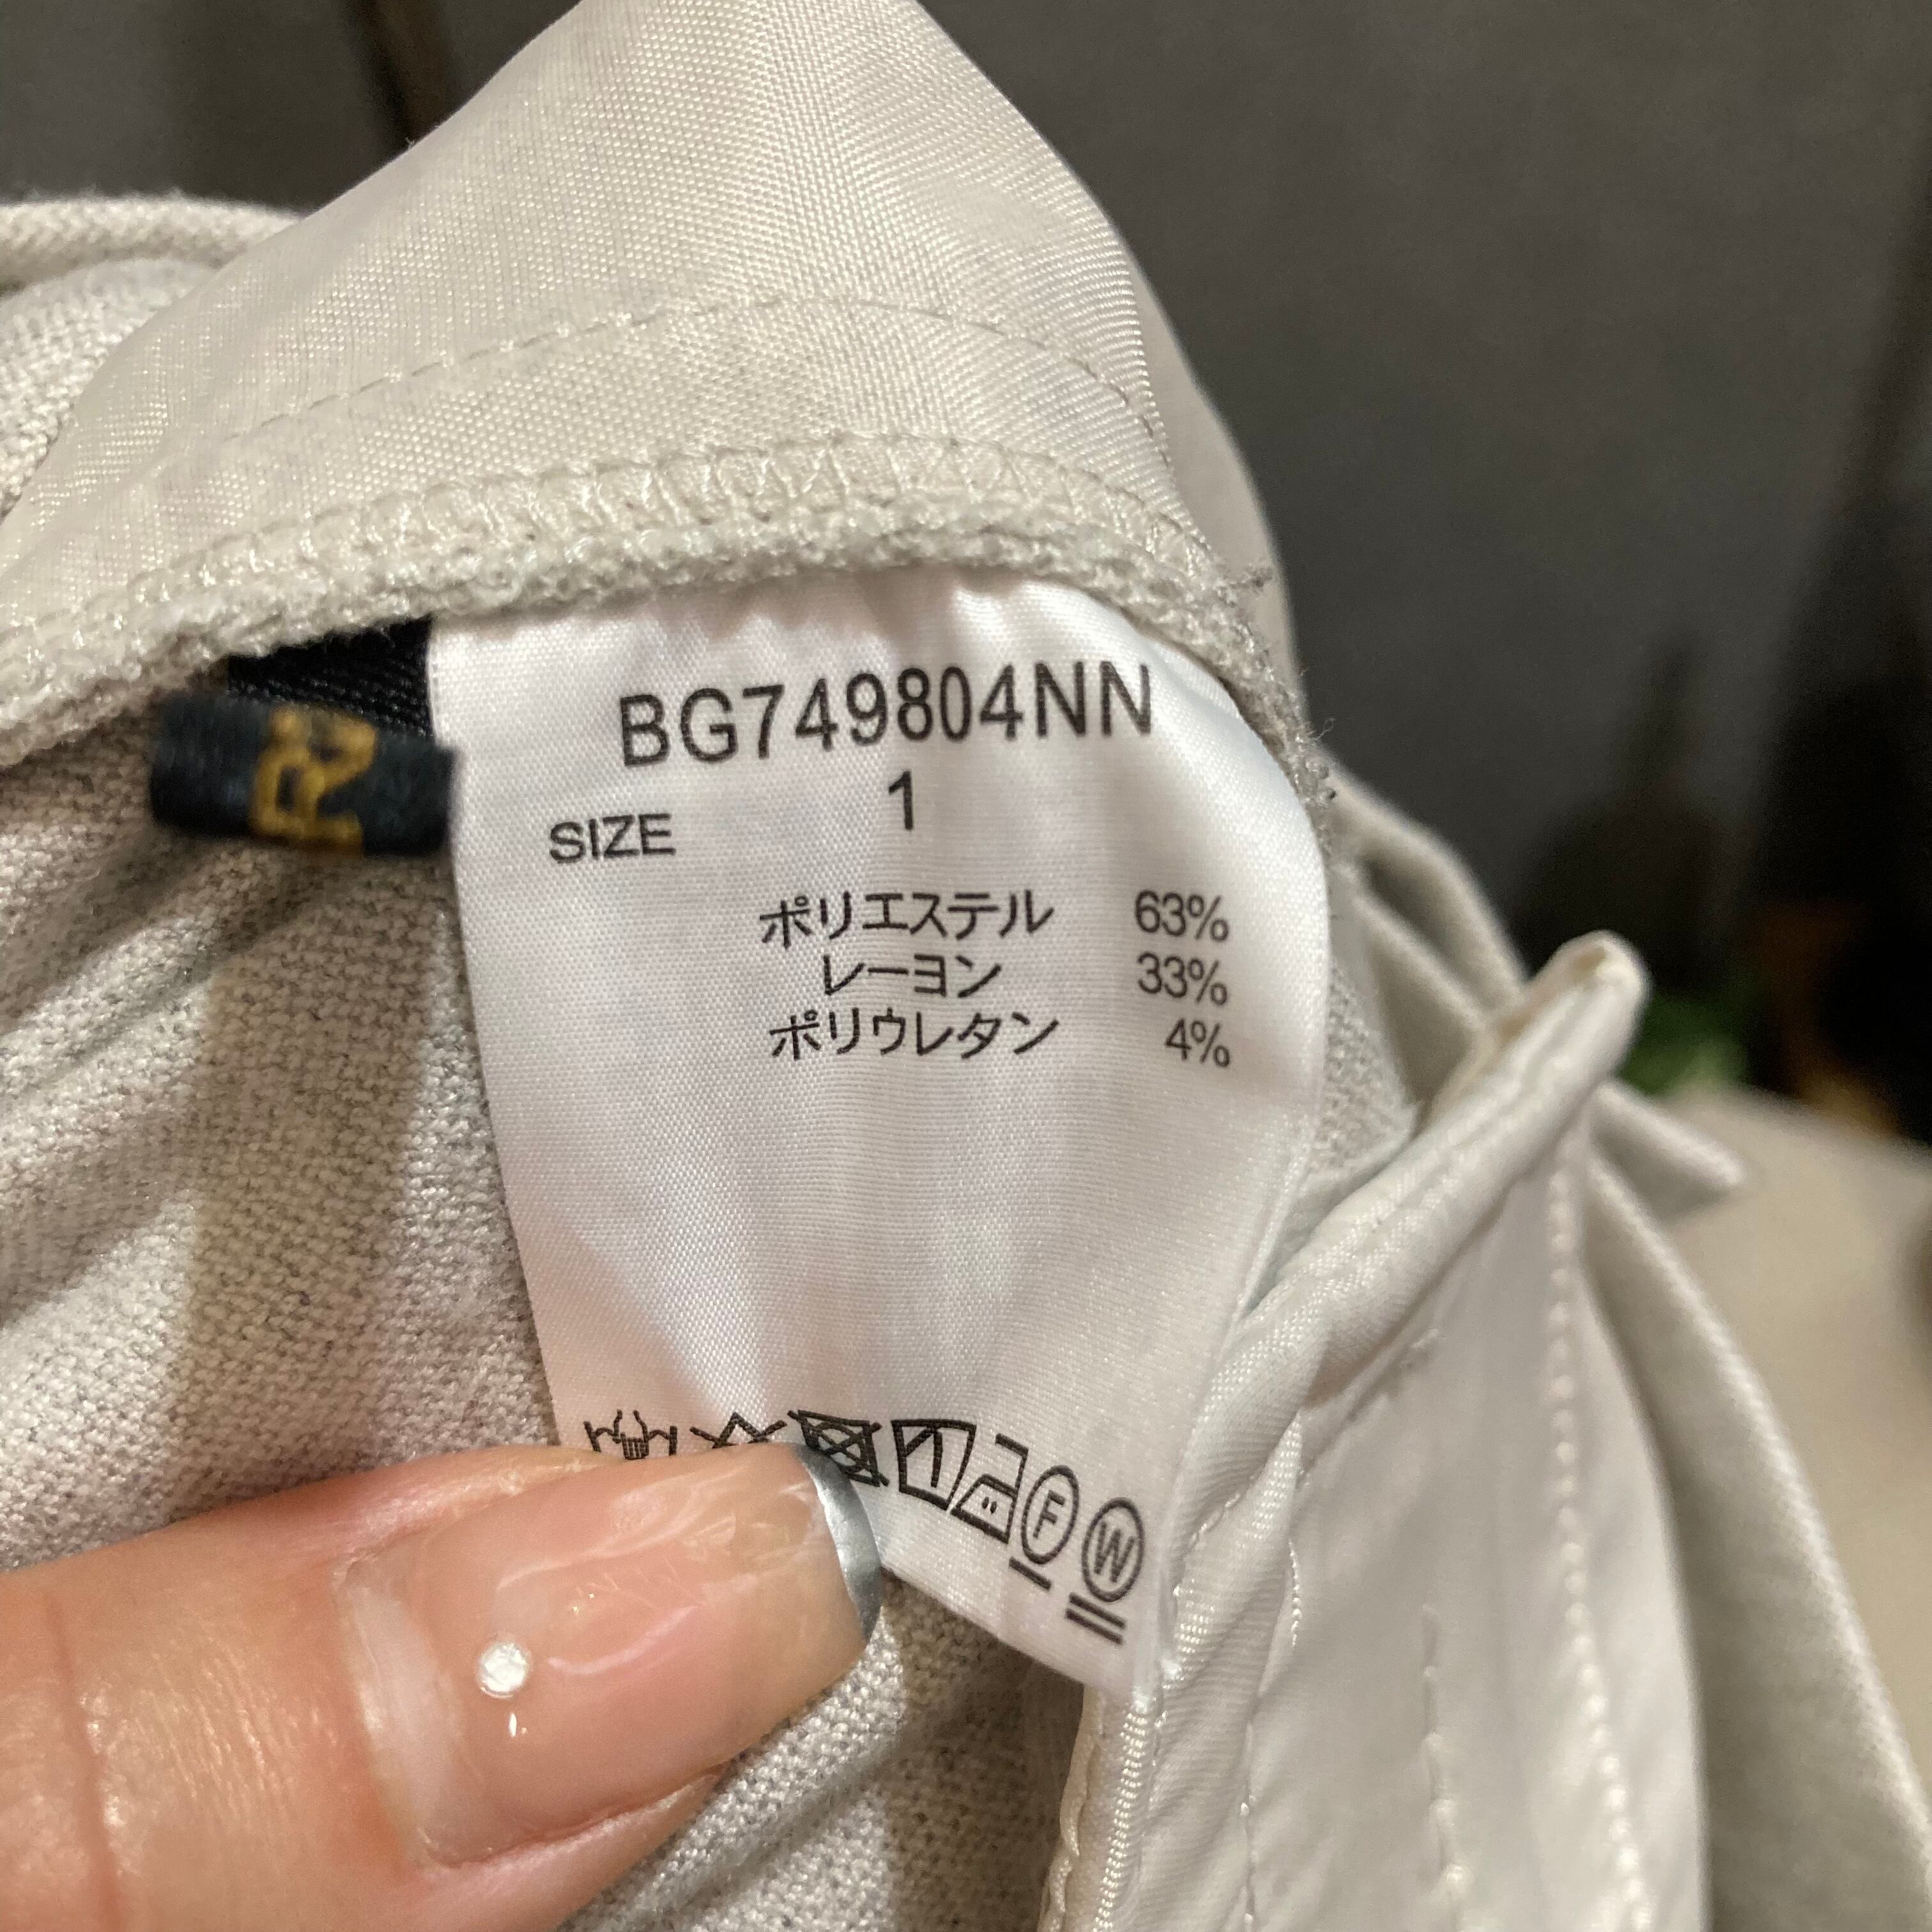 BG749804NN
SIZE 1
ポリエステル 63%
レーヨン 33%
ポリウレタン 4%
F W